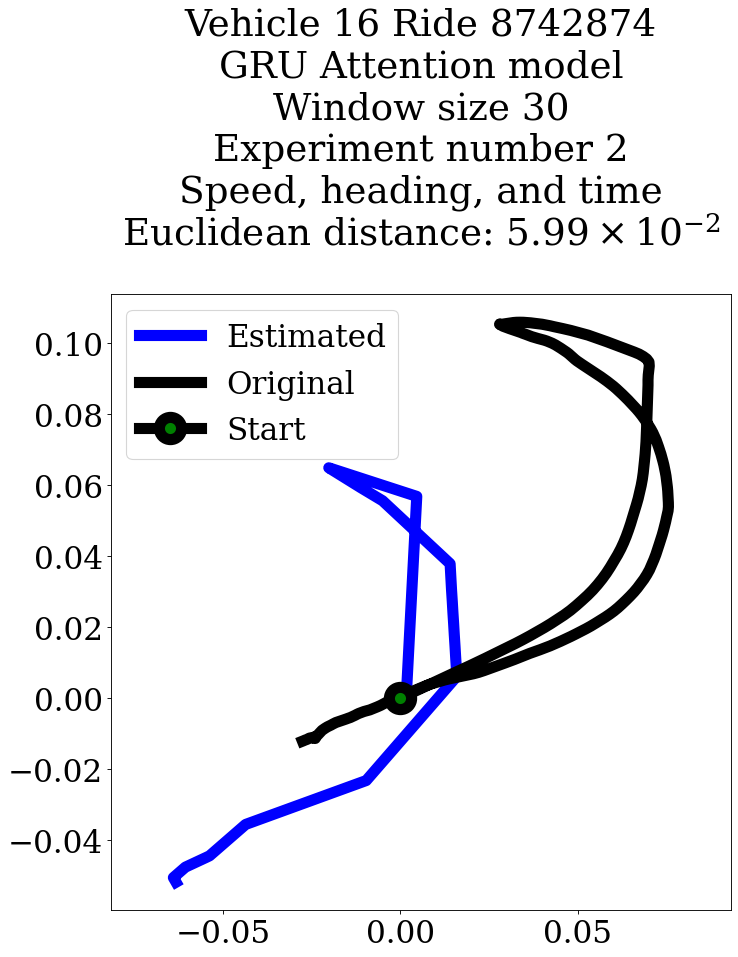 Vehicle 16 Ride 8742874
GRU Attention model
Window size 30
Experiment number 2
Speed, heading, and time
Euclidean distance: 5.99 × 10⁻²
Estimated
Original
Start
0.10
0.08
0.06
0.04
0.02
0.00
−0.02
−0.04
−0.05 0.00 0.05